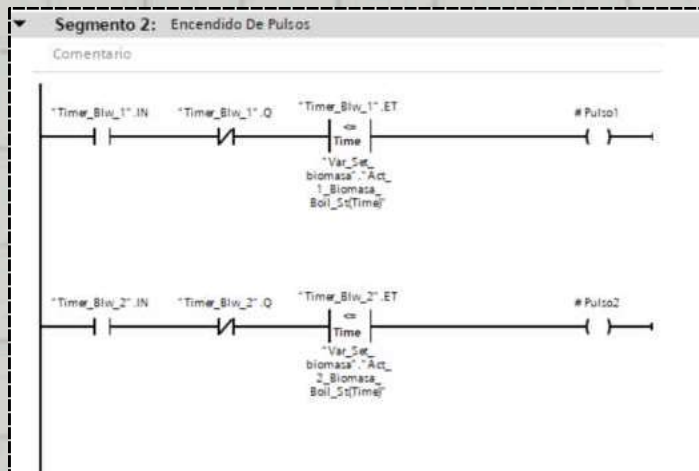 Segmento 2: Encendido De Pulsos
Comentario
"Timer_Blw_1".IN "Timer_Blw_1".Q "Timer_Blw_1".ET #Pulso1
<=
Time
"Var_Set_
biomasa"."Act_
1_Biomasa_
Boil_St(Time)"
"Timer_Blw_2".IN "Timer_Blw_2".Q "Timer_Blw_2".ET #Pulso2
<=
Time
"Var_Set_
biomasa"."Act_
2_Biomasa_
Boil_St(Time)"